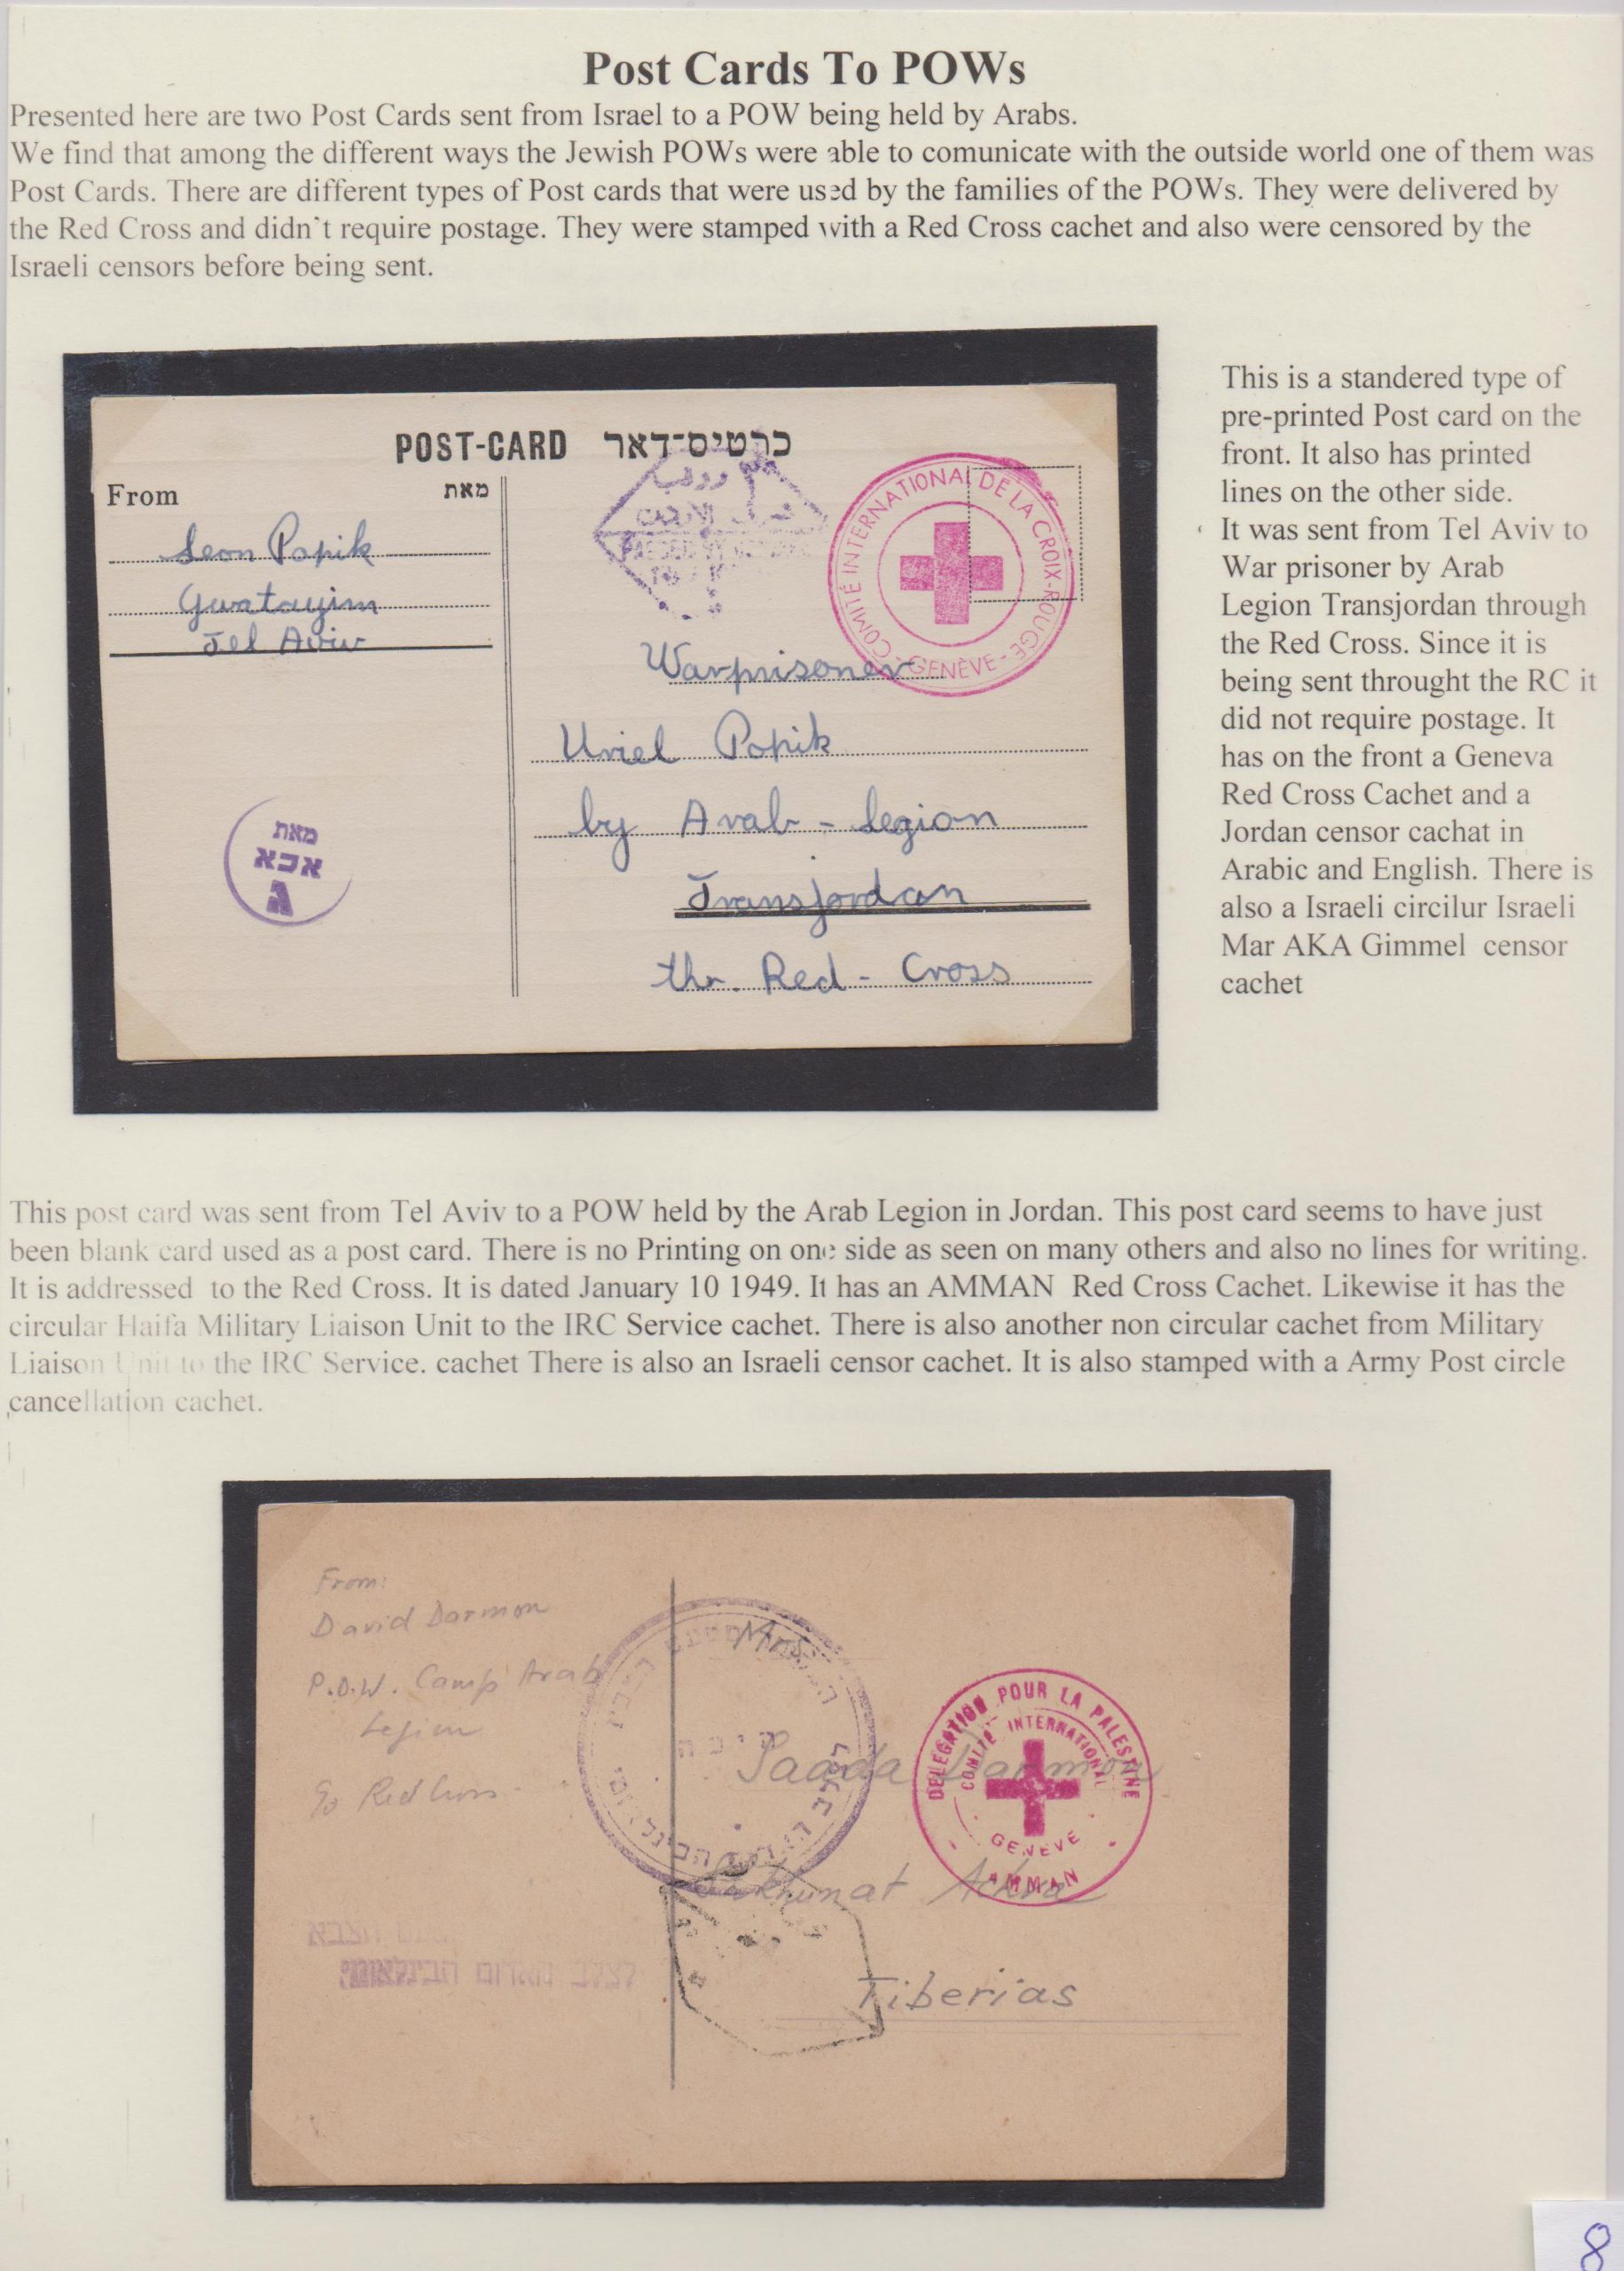 Post Cards To POWs
Presented here are two Post Cards sent from Israel to a POW being held by Arabs.
We find that among the different ways the Jewish POWs were able to comunicate with the outside world one of them was
Post Cards. There are different types of Post cards that were used by the families of the POWs. They were delivered by
the Red Cross and didn't require postage. They were stamped with a Red Cross cachet and also were censored by the
Israeli censors before being sent.
POST-CARD כרטיס־דאר
From מאת
Leon Popik
Givatayim
Tel Aviv
COMITÉ INTERNATIONAL DE LA CROIX-ROUGE - GENÈVE -
Warprisoner
Uriel Popik
by Arab - Legion
Transjordan
thr. Red - Cross
מאת
אכא
ג
This is a standered type of
pre-printed Post card on the
front. It also has printed
lines on the other side.
It was sent from Tel Aviv to
War prisoner by Arab
Legion Transjordan through
the Red Cross. Since it is
being sent throught the RC it
did not require postage. It
has on the front a Geneva
Red Cross Cachet and a
Jordan censor cachat in
Arabic and English. There is
also a Israeli circilur Israeli
Mar AKA Gimmel censor
cachet
This post card was sent from Tel Aviv to a POW held by the Arab Legion in Jordan. This post card seems to have just
been blank card used as a post card. There is no Printing on one side as seen on many others and also no lines for writing.
It is addressed to the Red Cross. It is dated January 10 1949. It has an AMMAN Red Cross Cachet. Likewise it has the
circular Haifa Military Liaison Unit to the IRC Service cachet. There is also another non circular cachet from Military
Liaison Unit to the IRC Service. cachet There is also an Israeli censor cachet. It is also stamped with a Army Post circle
cancellation cachet.
From:
David Darmon
P.O.W. Camp Arab
Legion
c/o Red Cross
Mrs.
Saada Darmon
Schkunat Achva
Tiberias
DELEGATION POUR LA PALESTINE
COMITÉ INTERNATIONAL
GENEVE
AMMAN
חיפה
לצלב האדום הבינלאומי
8